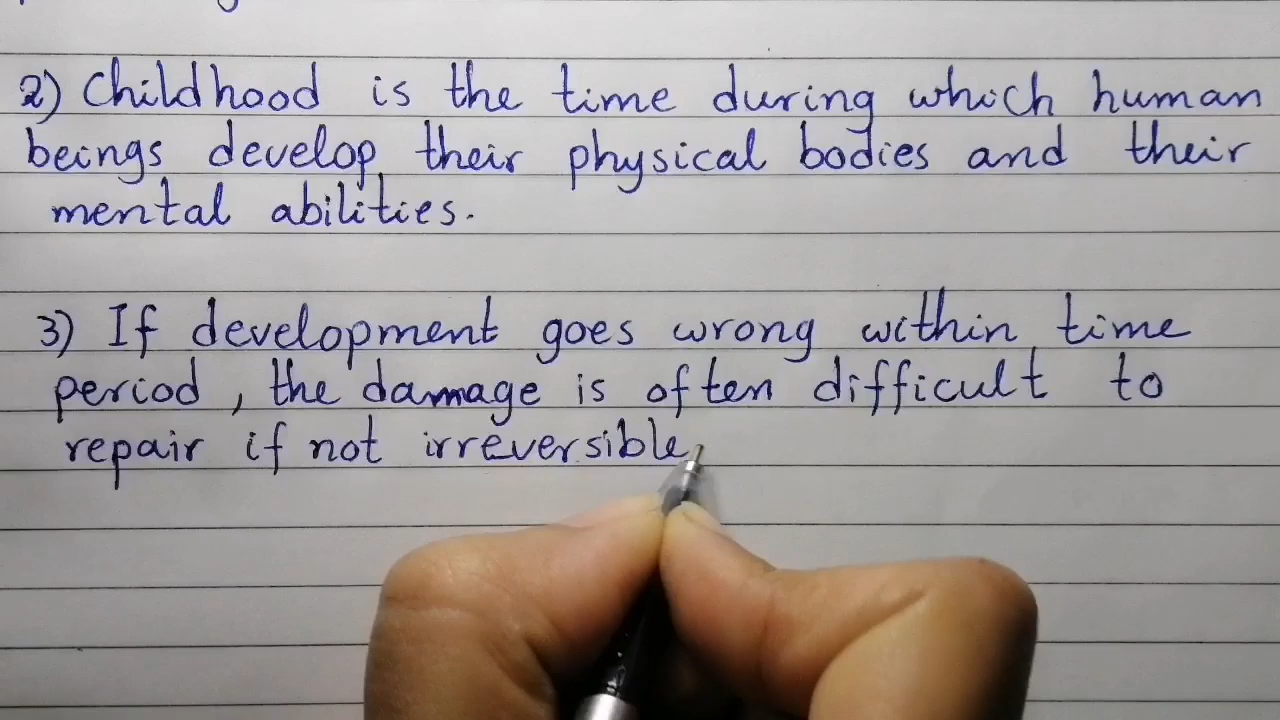 2) Childhood is the time during which human
beings develop their physical bodies and their
mental abilities.
3) If development goes wrong within time
period, the damage is often difficult to
repair if not irreversible